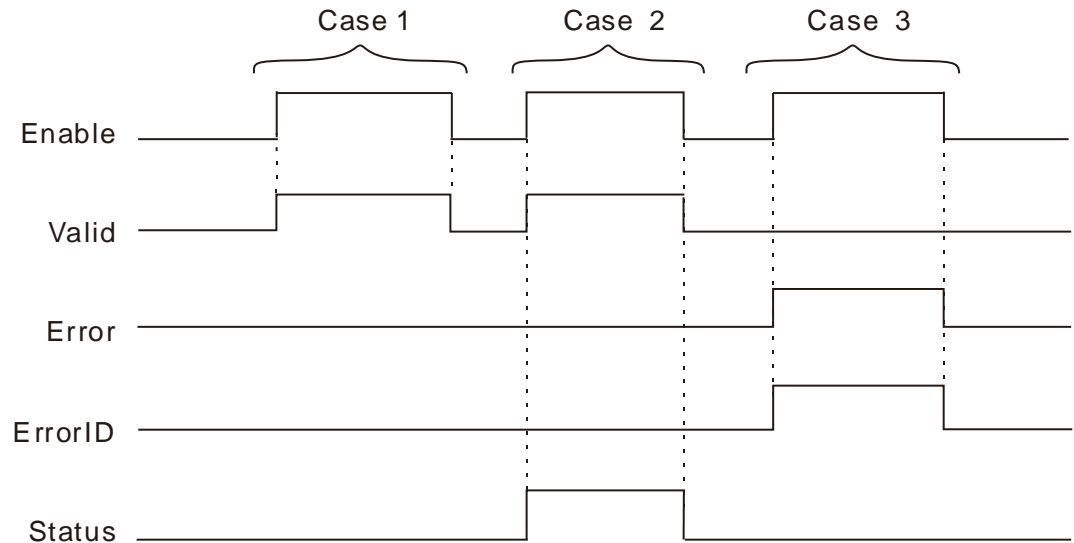 Case 1
Case 2
Case 3
Enable
Valid
Error
ErrorID
Status